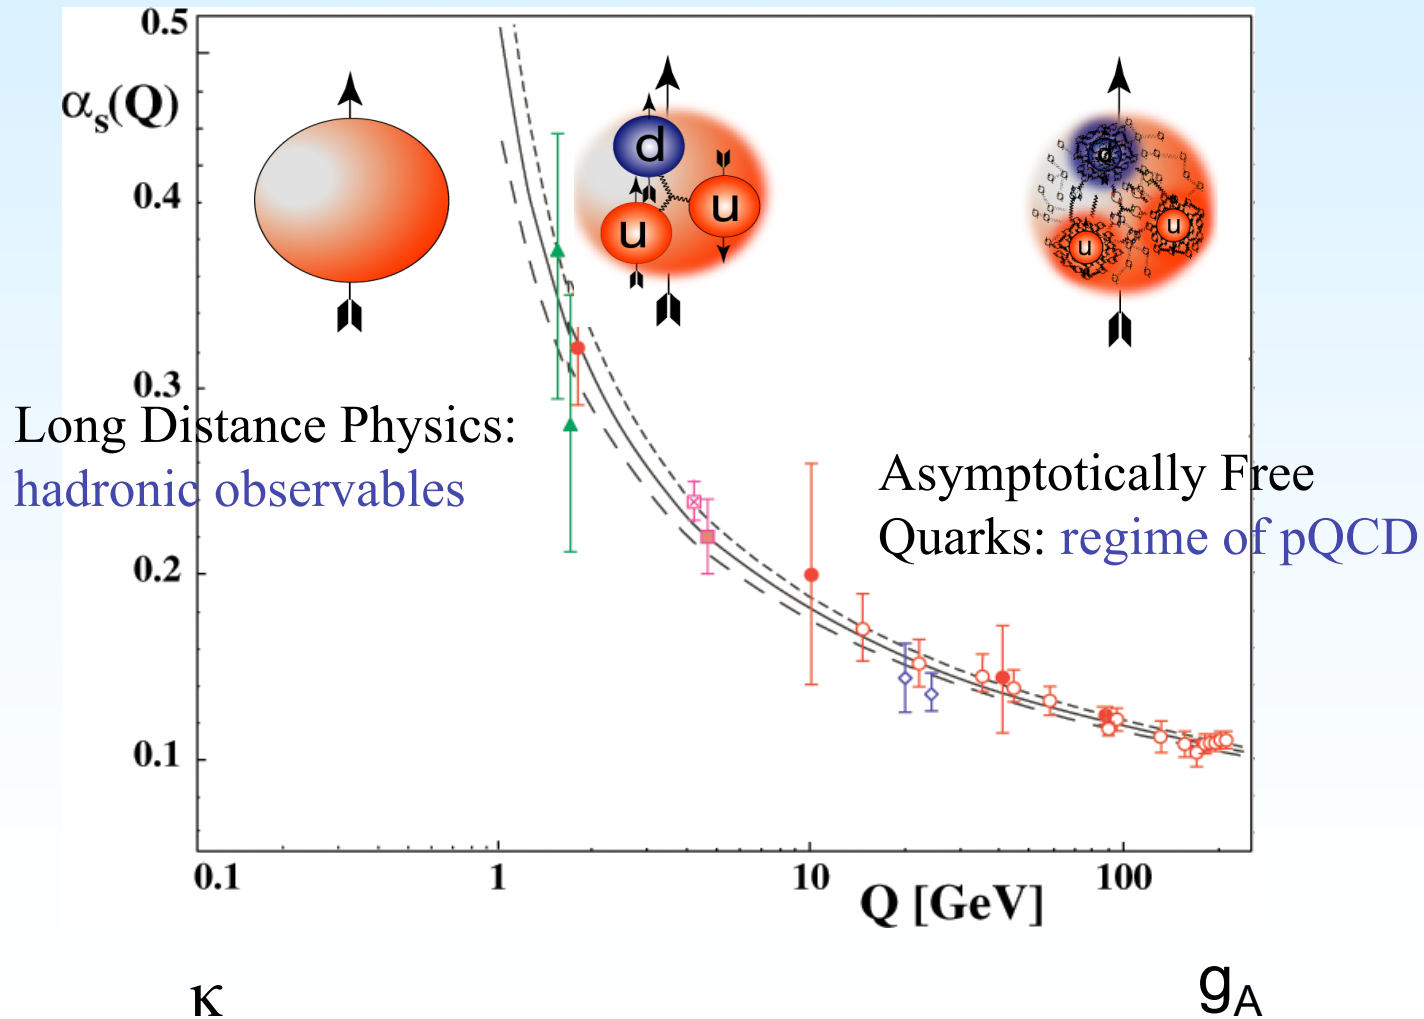 0.5
αs(Q)
0.4
0.3
0.2
0.1
d
u
u
d
u
u
Long Distance Physics:
hadronic observables
Asymptotically Free
Quarks: regime of pQCD
0.1 1 10 100
Q [GeV]
κ
gA